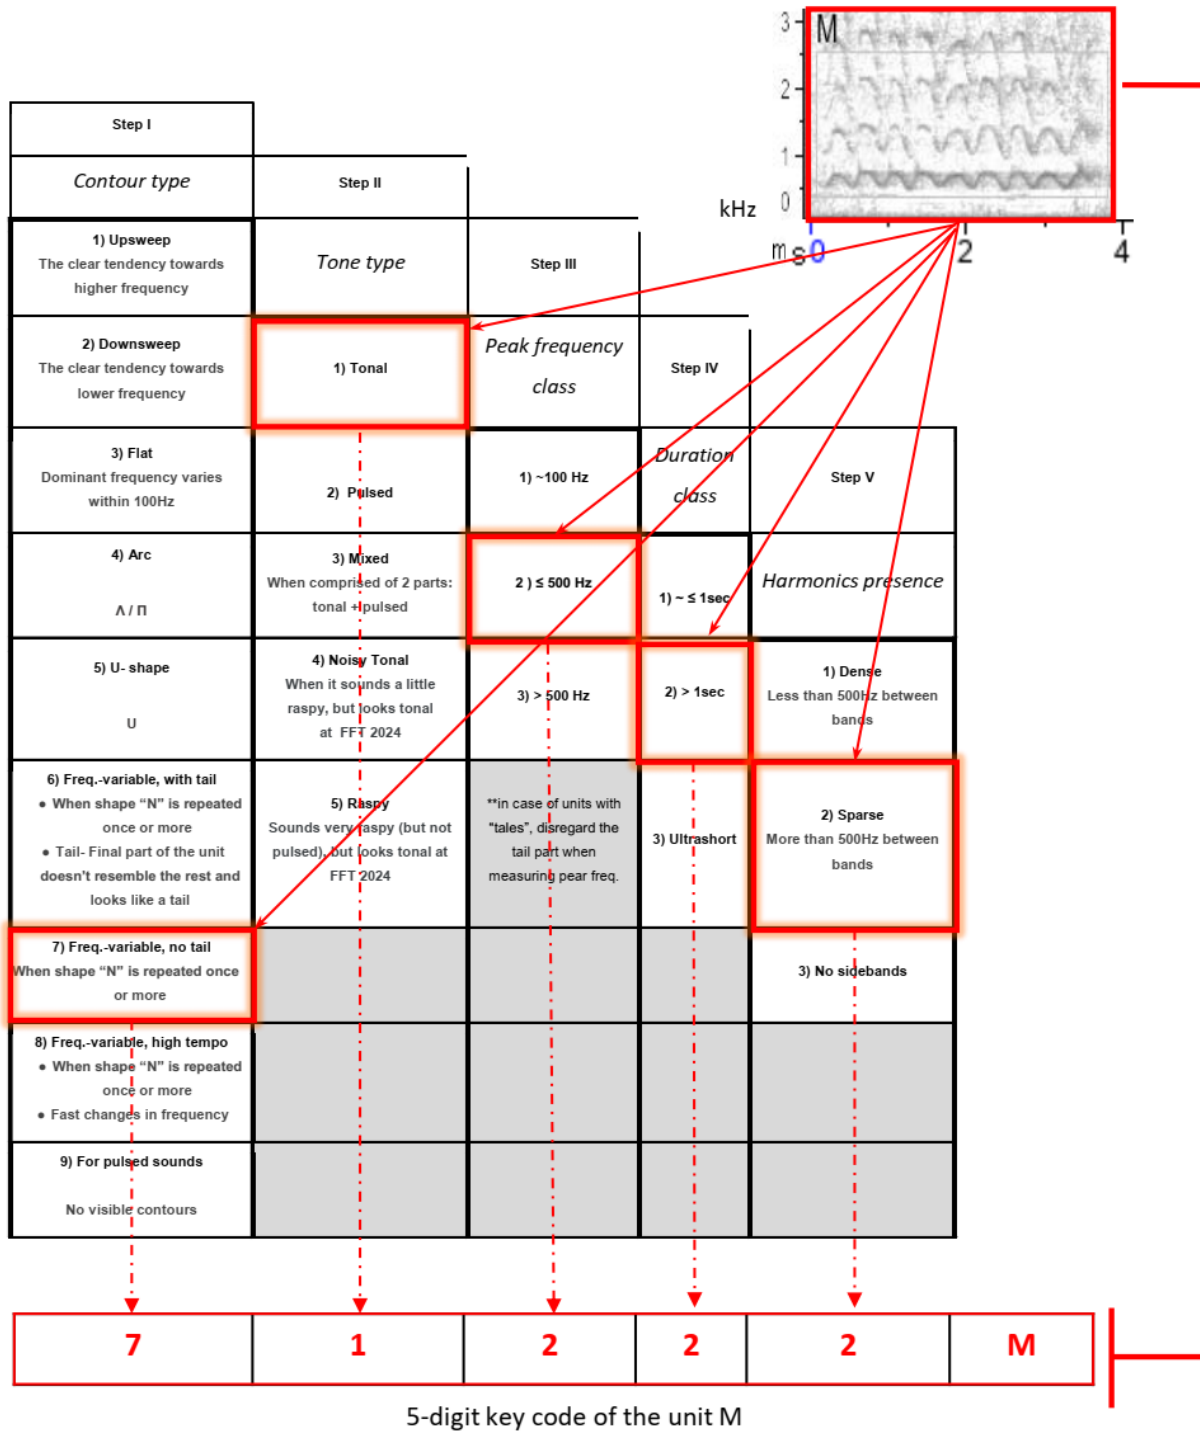 3
M
2
1
0
kHz
ms
0
2
4
Step I
Contour type
1) Upsweep
The clear tendency towards
higher frequency
2) Downsweep
The clear tendency towards
lower frequency
3) Flat
Dominant frequency varies
within 100Hz
4) Arc
Λ / Π
5) U- shape
U
6) Freq.-variable, with tail
● When shape “N” is repeated
once or more
● Tail- Final part of the unit
doesn't resemble the rest and
looks like a tail
7) Freq.-variable, no tail
When shape “N” is repeated once
or more
8) Freq.-variable, high tempo
● When shape “N” is repeated
once or more
● Fast changes in frequency
9) For pulsed sounds
No visible contours
Step II
Tone type
1) Tonal
2) Pulsed
3) Mixed
When comprised of 2 parts:
tonal + pulsed
4) Noisy Tonal
When it sounds a little
raspy, but looks tonal
at FFT 2024
5) Raspy
Sounds very raspy (but not
pulsed), but looks tonal at
FFT 2024
Step III
Peak frequency
class
1) ~100 Hz
2 ) ≤ 500 Hz
3) > 500 Hz
**in case of units with
“tales”, disregard the
tail part when
measuring pear freq.
Step IV
Duration
class
1) ~ ≤ 1sec
2) > 1sec
3) Ultrashort
Step V
Harmonics presence
1) Dense
Less than 500Hz between
bands
2) Sparse
More than 500Hz between
bands
3) No sidebands
7 1 2 2 2 M
5-digit key code of the unit M